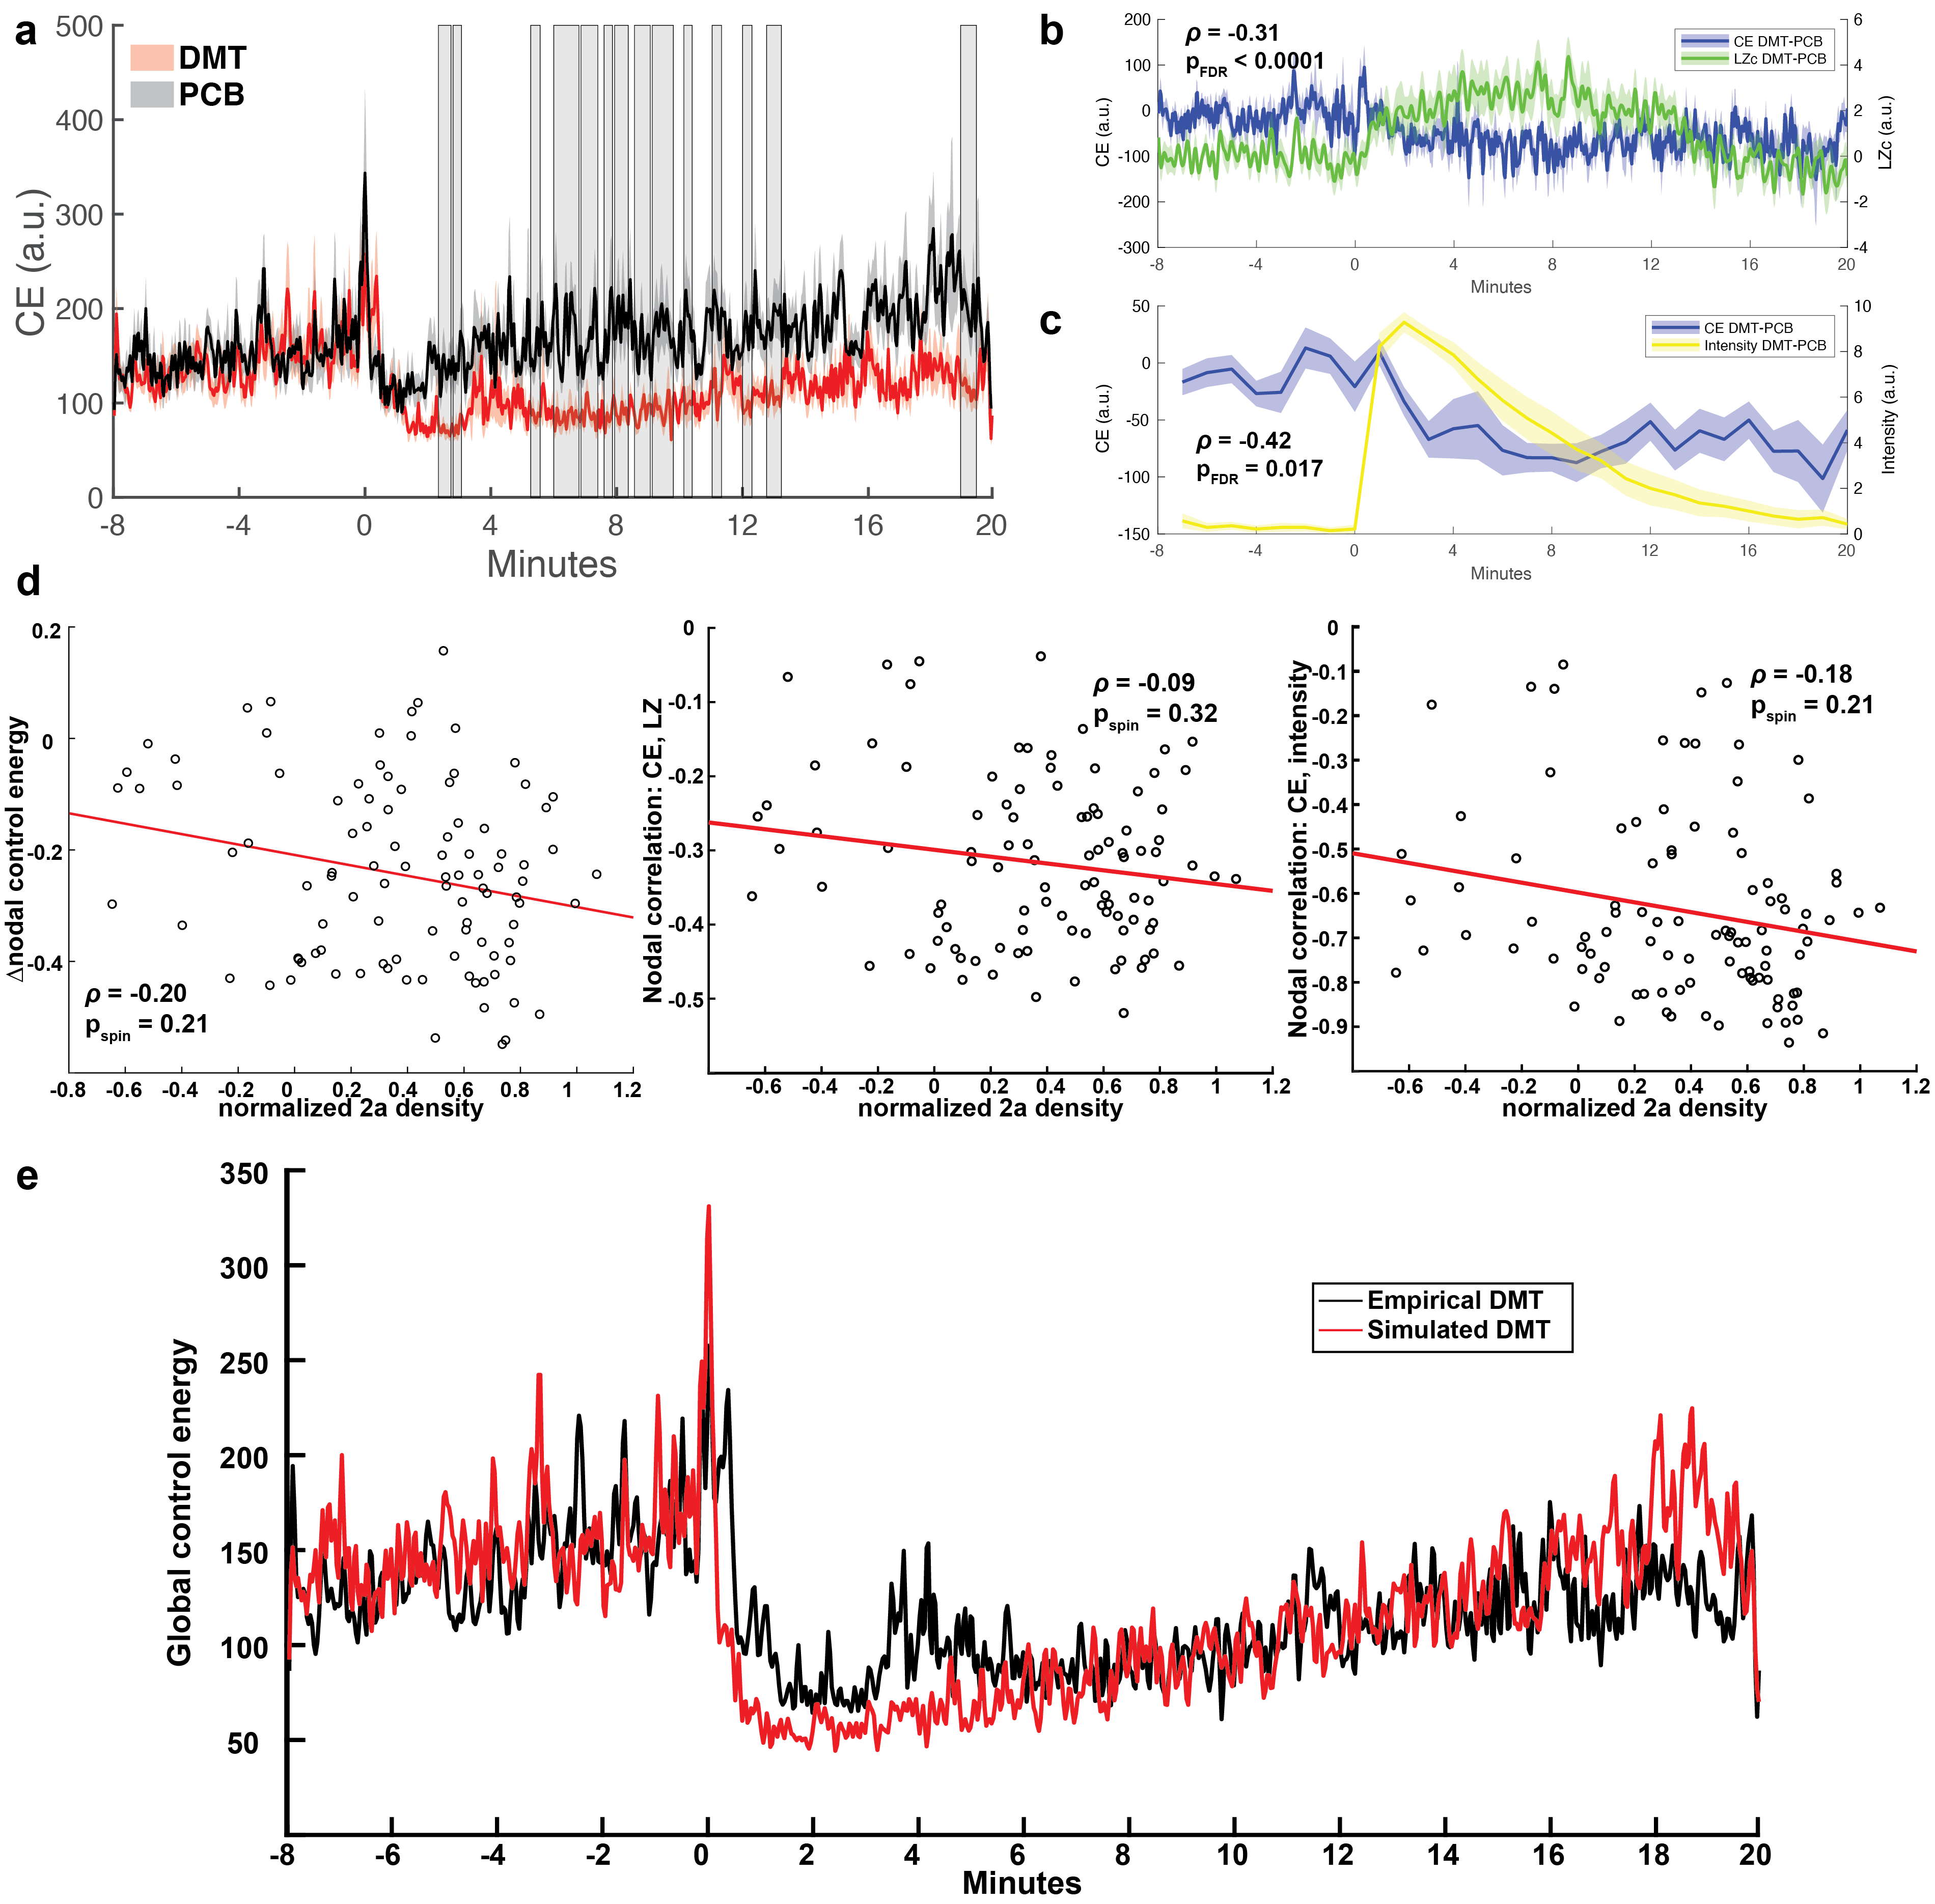 a
500
400
300
200
100
0
CE (a.u.)
DMT
PCB
-8 -4 0 4 8 12 16 20
Minutes
b
200
100
0
-100
-200
-300
CE (a.u.)
ρ = -0.31
pFDR < 0.0001
CE DMT-PCB
LZc DMT-PCB
6
4
2
0
-2
-4
LZc (a.u.)
-8 -4 0 4 8 12 16 20
Minutes
c
50
0
-50
-100
-150
CE (a.u.)
ρ = -0.42
pFDR = 0.017
CE DMT-PCB
Intensity DMT-PCB
10
8
6
4
2
0
Intensity (a.u.)
-8 -4 0 4 8 12 16 20
Minutes
d
0.2
0
-0.2
-0.4
Δnodal control energy
ρ = -0.20
pspin = 0.21
-0.8 -0.6 -0.4 -0.2 0 0.2 0.4 0.6 0.8 1 1.2
normalized 2a density
0
-0.1
-0.2
-0.3
-0.4
-0.5
Nodal correlation: CE, LZ
ρ = -0.09
pspin = 0.32
-0.6 -0.4 -0.2 0 0.2 0.4 0.6 0.8 1 1.2
normalized 2a density
0
-0.1
-0.2
-0.3
-0.4
-0.5
-0.6
-0.7
-0.8
-0.9
Nodal correlation: CE, intensity
ρ = -0.18
pspin = 0.21
-0.6 -0.4 -0.2 0 0.2 0.4 0.6 0.8 1 1.2
normalized 2a density
e
350
300
250
200
150
100
50
Global control energy
Empirical DMT
Simulated DMT
-8 -6 -4 -2 0 2 4 6 8 10 12 14 16 18 20
Minutes